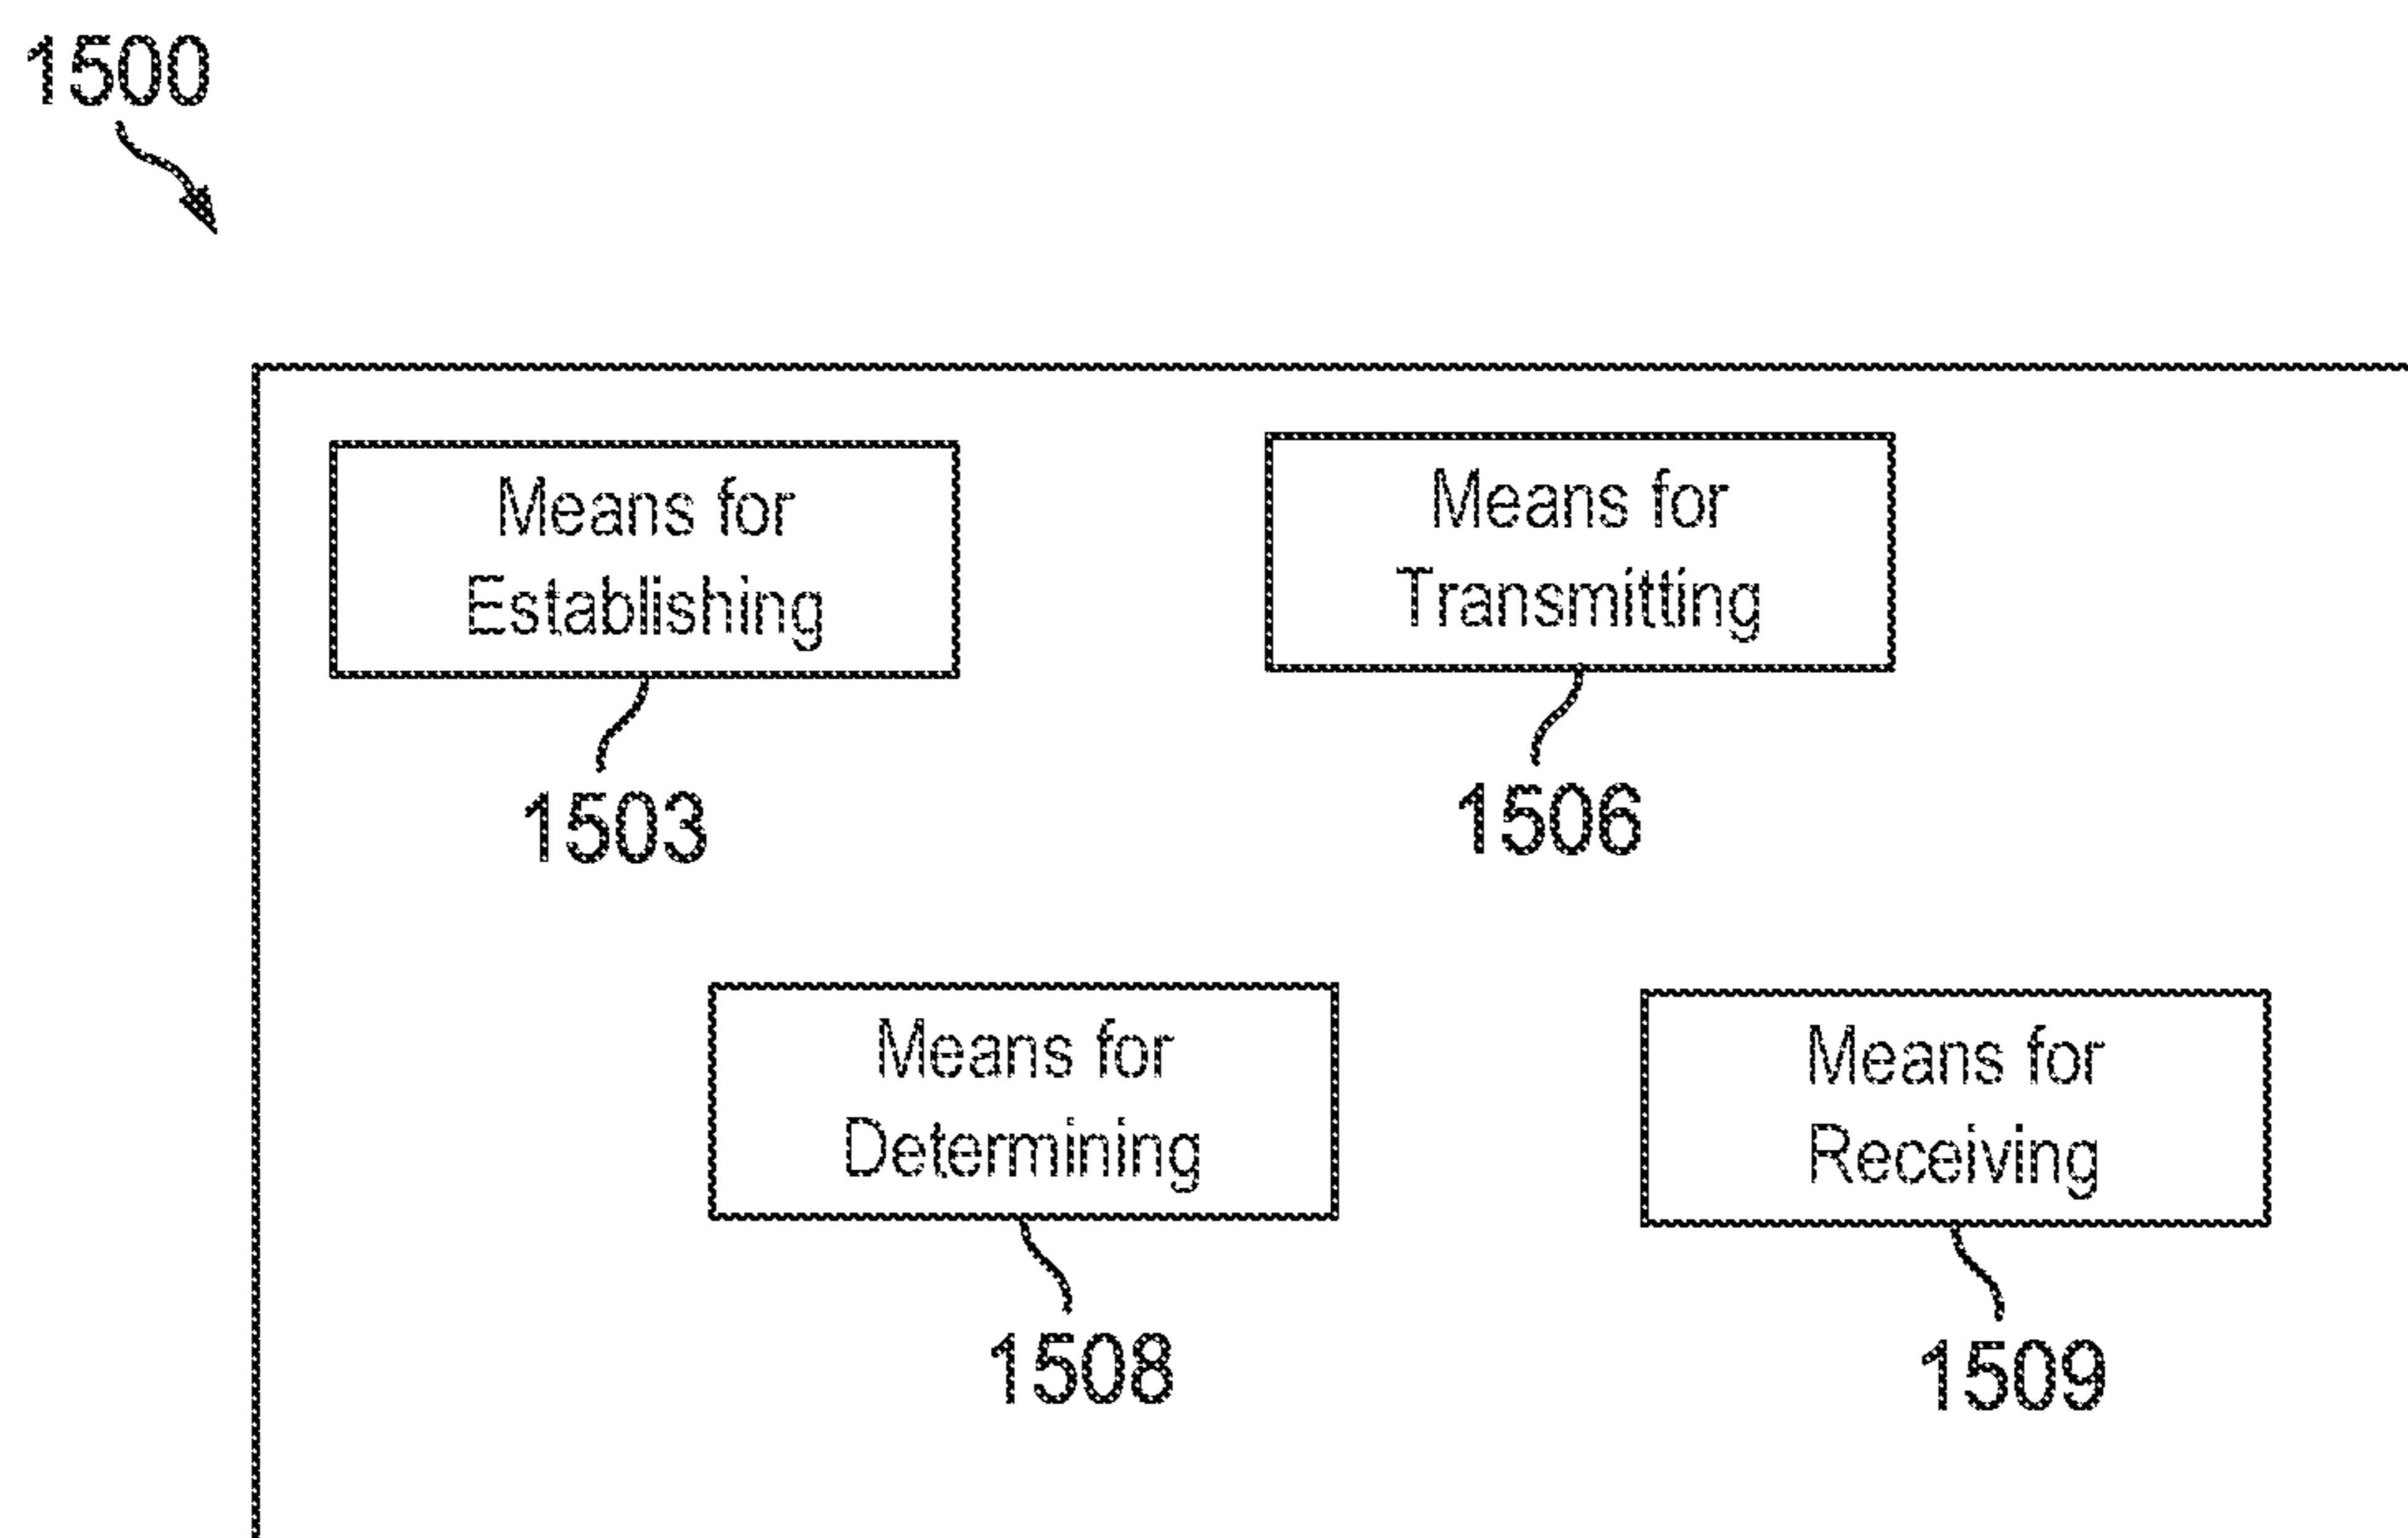 1500
Means for
Establishing
1503
Means for
Transmitting
1506
Means for
Determining
1508
Means for
Receiving
1509